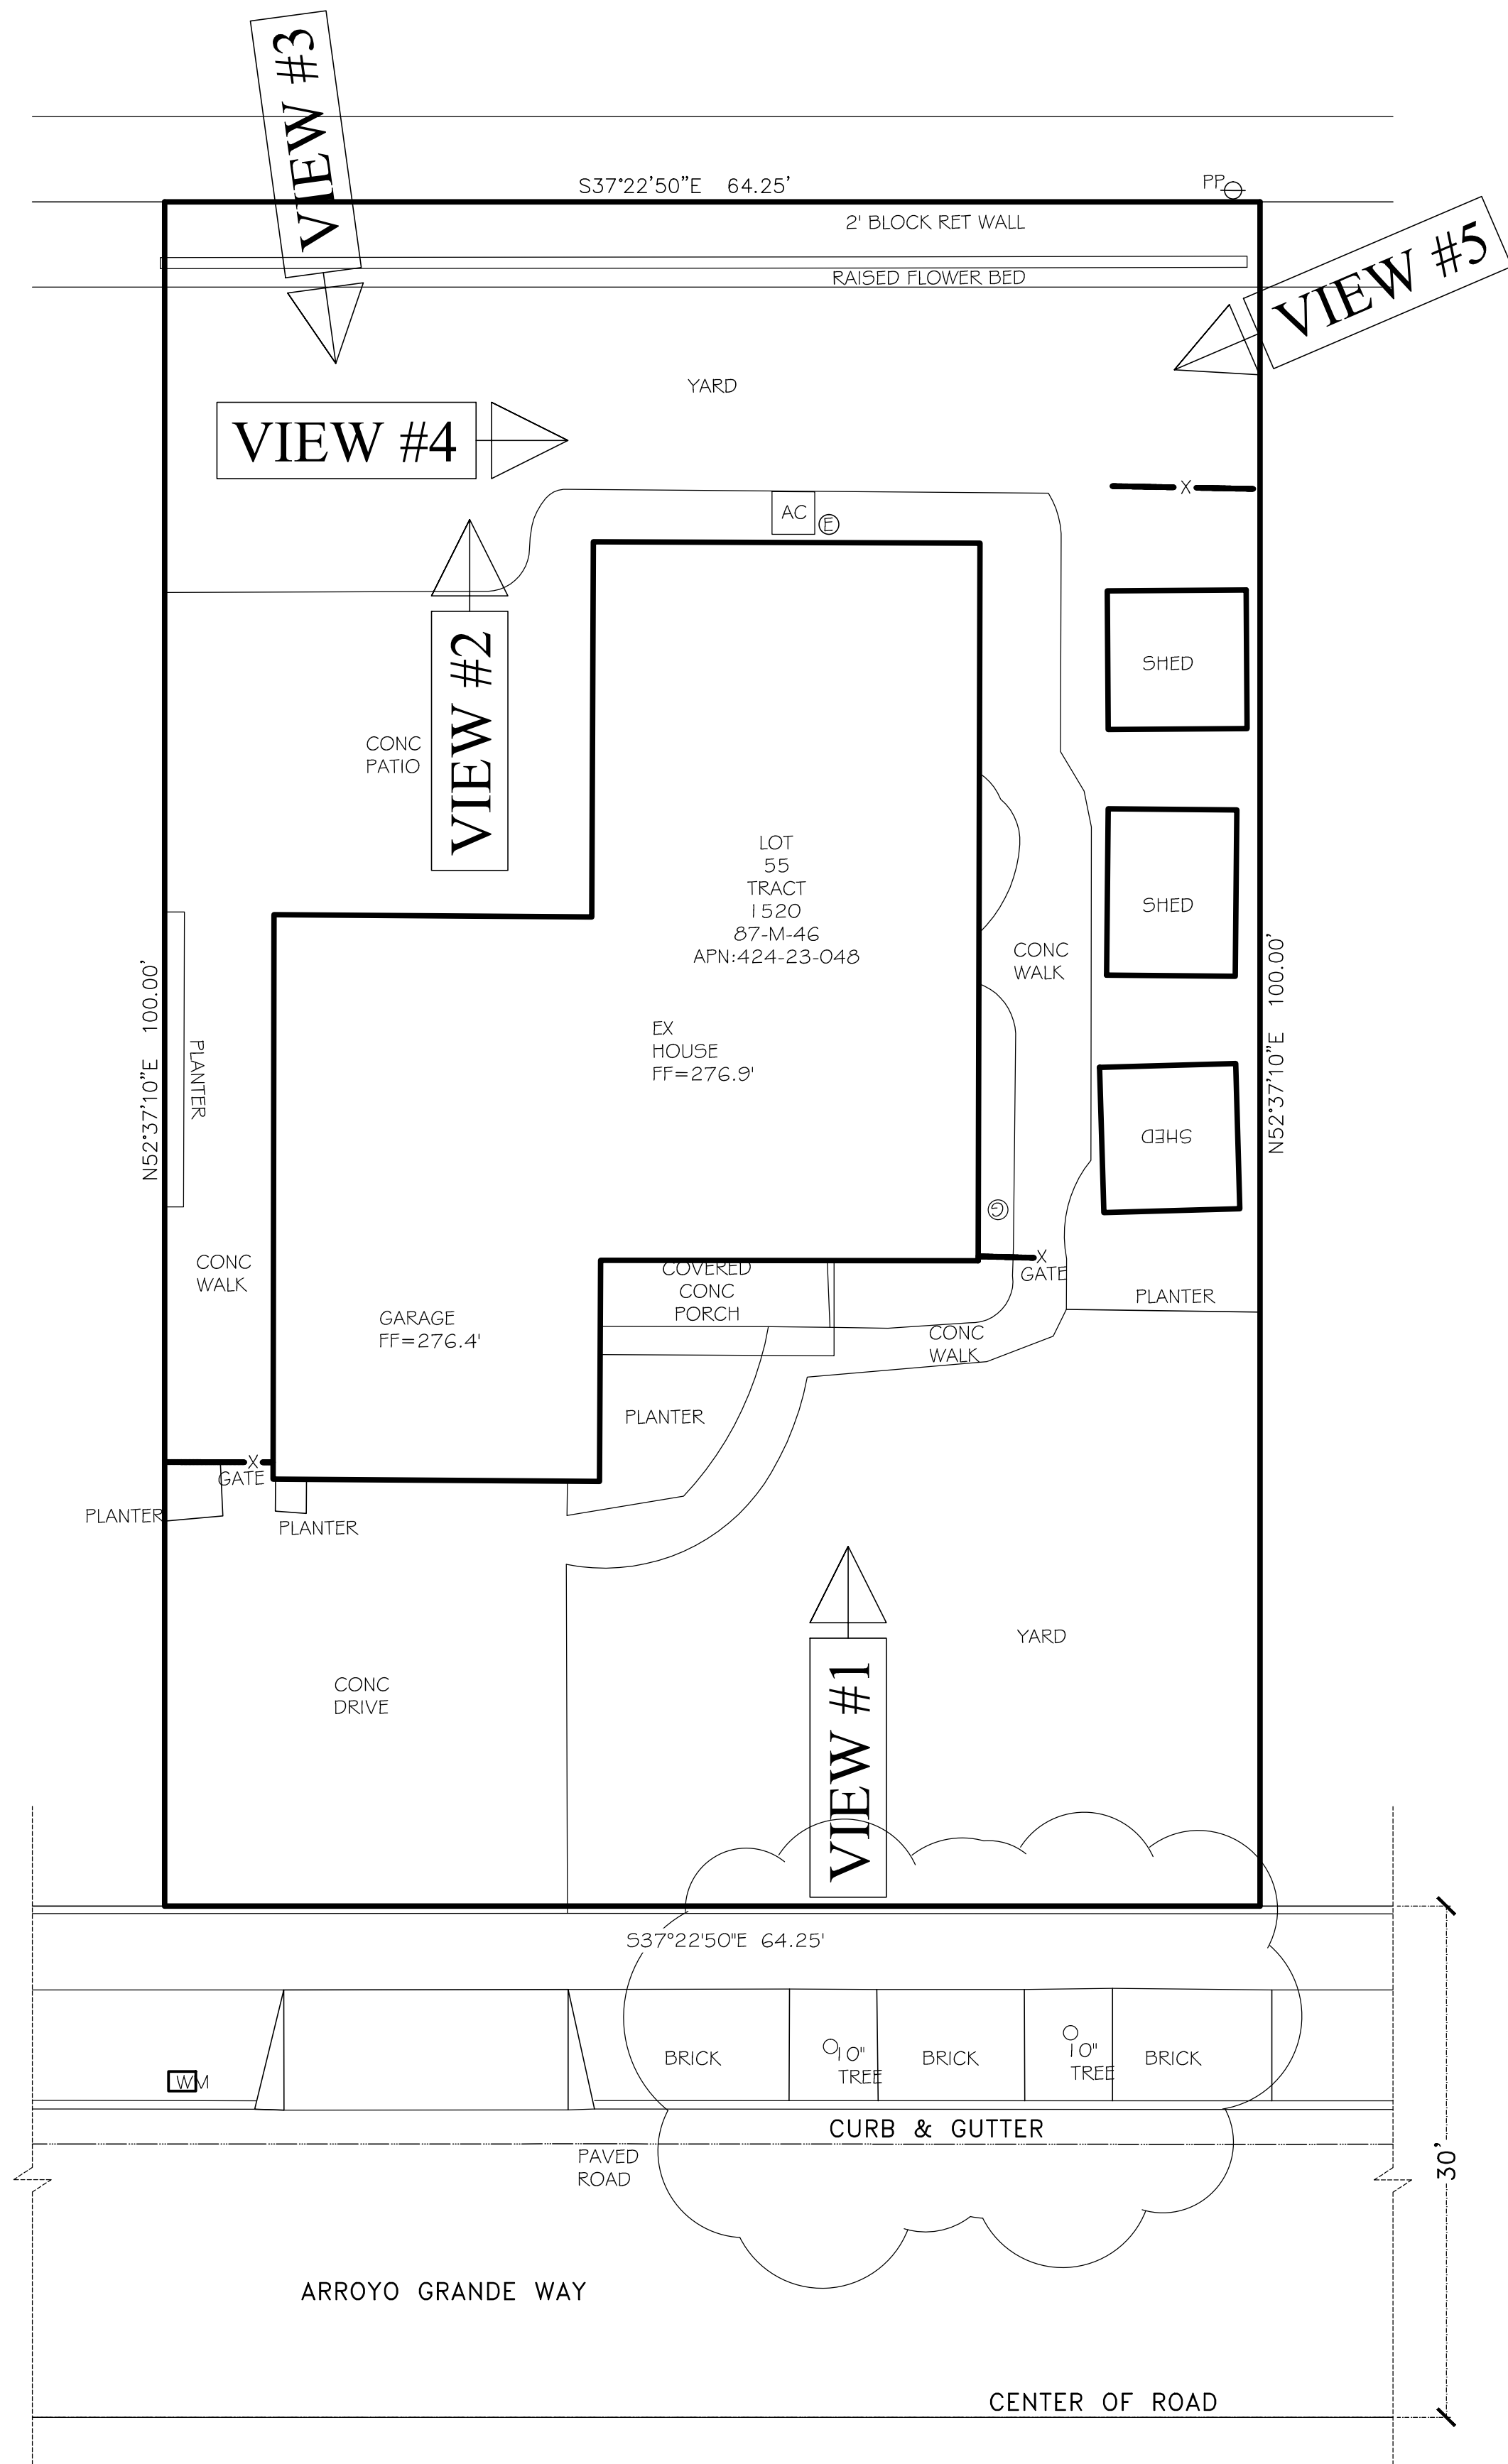 VIEW #3
S37°22'50"E 64.25'
PP
2' BLOCK RET WALL
VIEW #5
RAISED FLOWER BED
YARD
VIEW #4
X
AC
E
SHED
VIEW #2
CONC
PATIO
LOT
55
TRACT
1520
87-M-46
APN:424-23-048
SHED
CONC
WALK
N52°37'10"E 100.00'
N52°37'10"E 100.00'
PLANTER
EX
HOUSE
FF=276.9'
SHED
G
X
GATE
CONC
WALK
COVERED
CONC
PORCH
PLANTER
GARAGE
FF=276.4'
CONC
WALK
PLANTER
X
GATE
PLANTER
PLANTER
VIEW #1
YARD
CONC
DRIVE
S37°22'50"E 64.25'
BRICK
10"
TREE
BRICK
10"
TREE
BRICK
WM
CURB & GUTTER
PAVED
ROAD
30'
ARROYO GRANDE WAY
CENTER OF ROAD